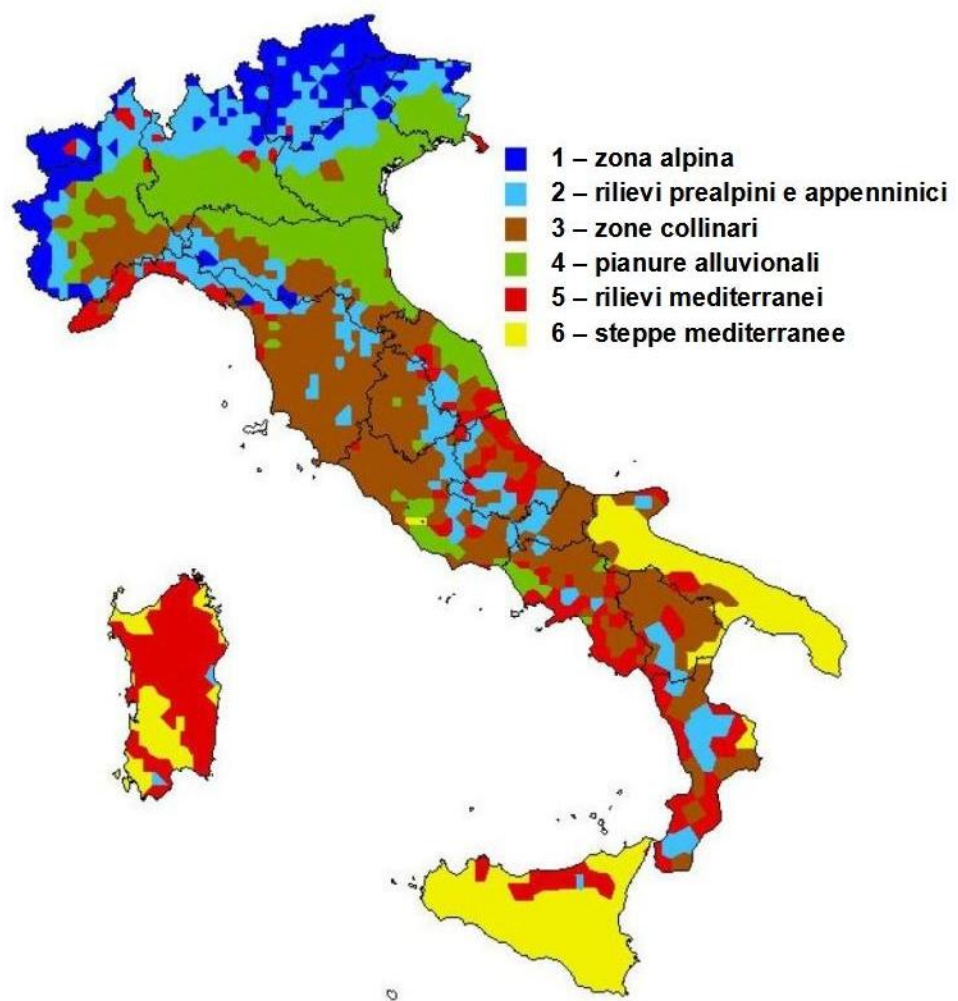 1 – zona alpina
2 – rilievi prealpini e appenninici
3 – zone collinari
4 – pianure alluvionali
5 – rilievi mediterranei
6 – steppe mediterranee